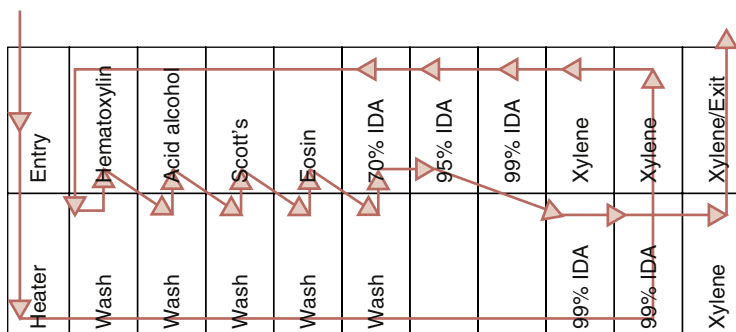 Entry
Hematoxylin
Acid alcohol
Scott's
Eosin
70% IDA
95% IDA
99% IDA
Xylene
Xylene
Xylene/Exit
Heater
Wash
Wash
Wash
Wash
Wash
99% IDA
99% IDA
Xylene